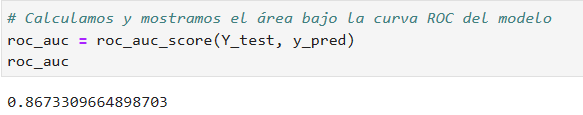 # Calculamos y mostramos el área bajo la curva ROC del modelo
roc_auc = roc_auc_score(Y_test, y_pred)
roc_auc
0.8673309664898703